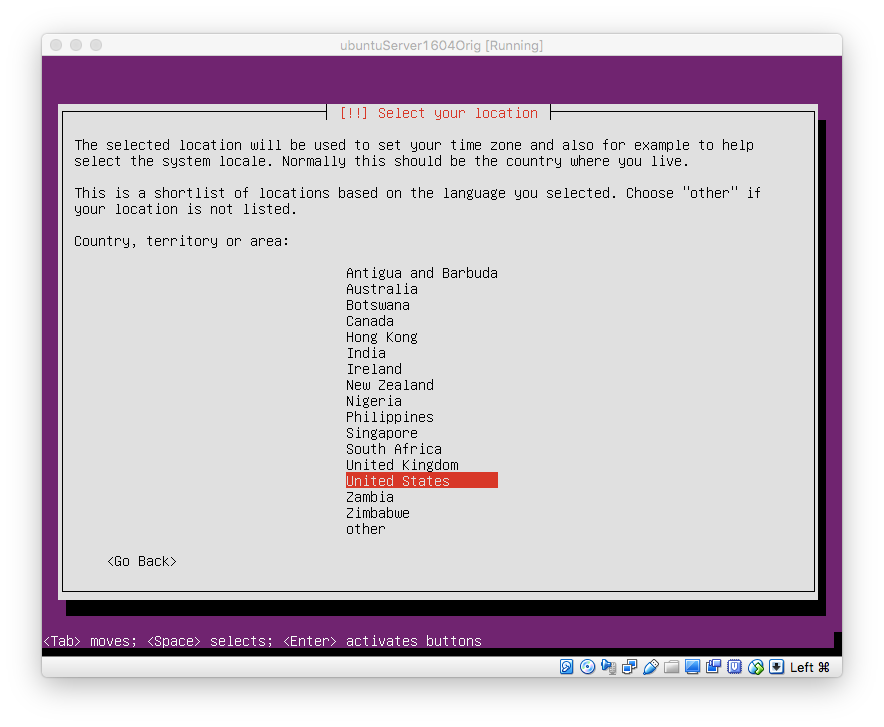 ubuntuServer1604Orig [Running]
[!!] Select your location
The selected location will be used to set your time zone and also for example to help
select the system locale. Normally this should be the country where you live.
This is a shortlist of locations based on the language you selected. Choose "other" if
your location is not listed.
Country, territory or area:
Antigua and Barbuda
Australia
Botswana
Canada
Hong Kong
India
Ireland
New Zealand
Nigeria
Philippines
Singapore
South Africa
United Kingdom
United States
Zambia
Zimbabwe
other
<Go Back>
<Tab> moves; <Space> selects; <Enter> activates buttons
Left ⌘